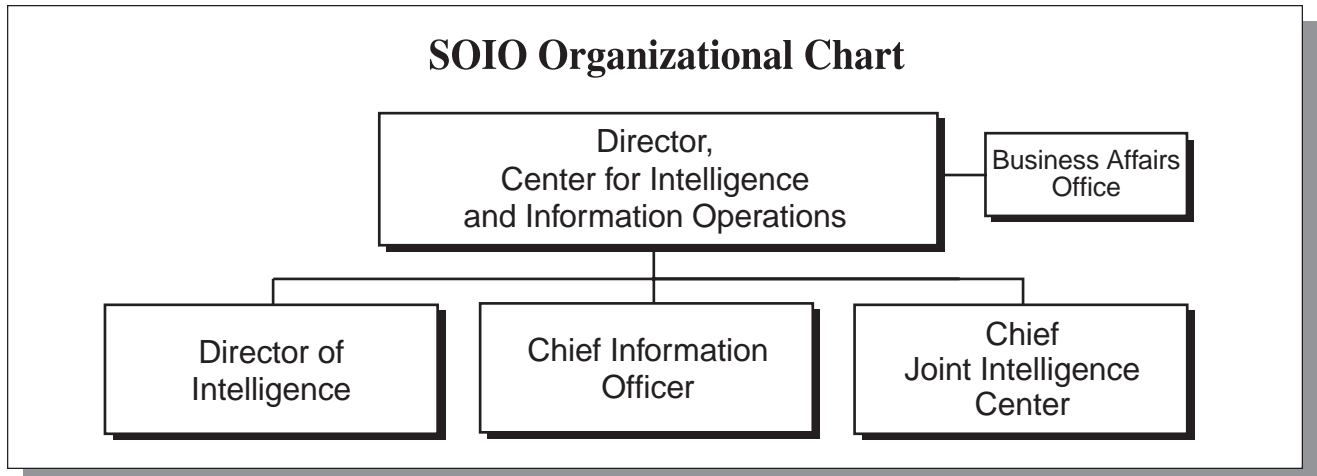 SOIO Organizational Chart
Director,
Center for Intelligence
and Information Operations
Business Affairs
Office
Director of
Intelligence
Chief Information
Officer
Chief
Joint Intelligence
Center